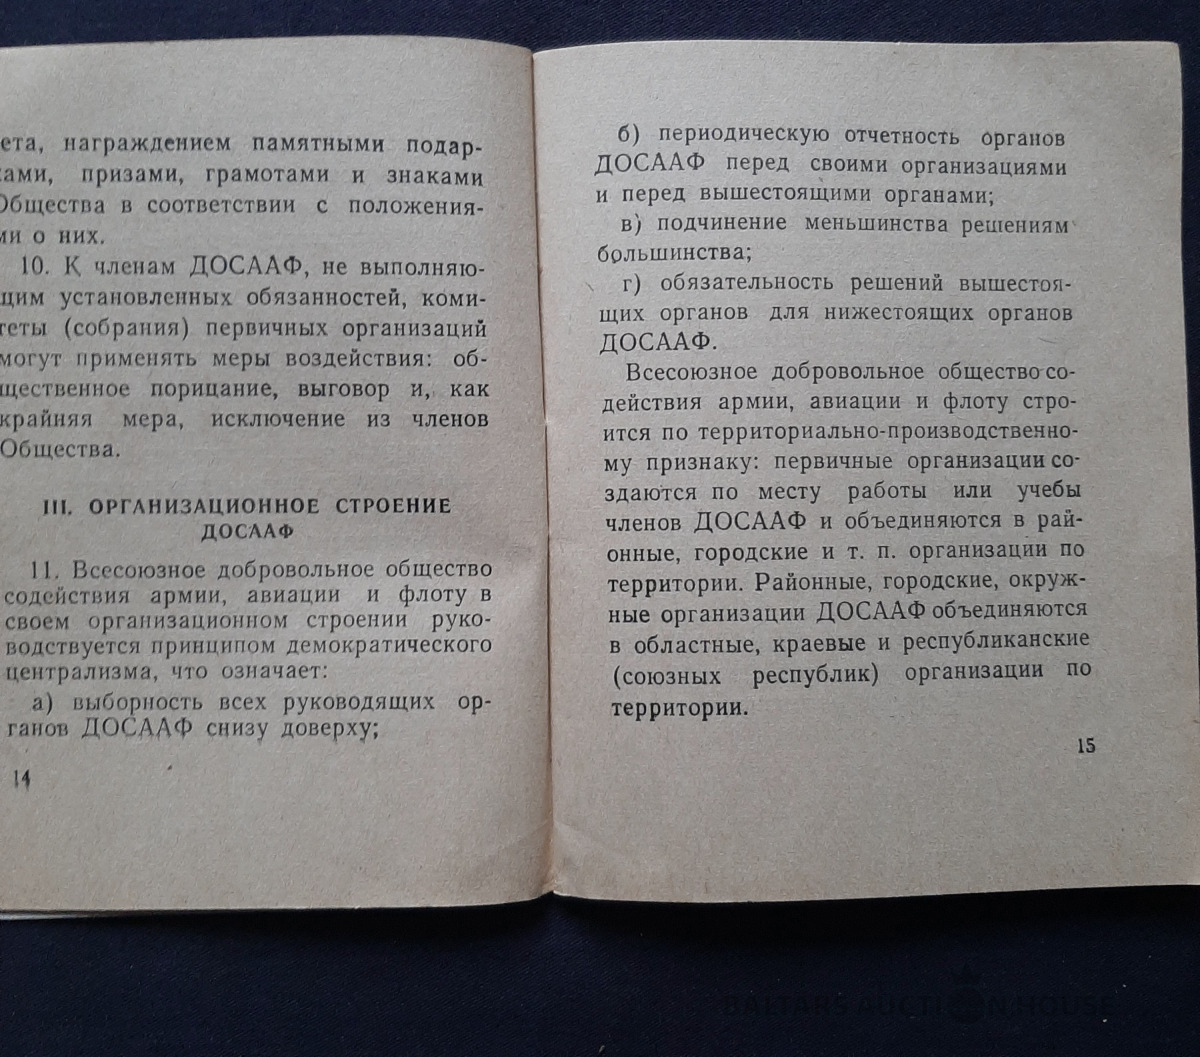 ета, награждением памятными подар-
ками, призами, грамотами и знаками
Общества в соответствии с положения-
ми о них.
10. К членам ДОСААФ, не выполняю-
щим установленных обязанностей, коми-
теты (собрания) первичных организаций
могут применять меры воздействия: об-
щественное порицание, выговор и, как
крайняя мера, исключение из членов
Общества.
III. ОРГАНИЗАЦИОННОЕ СТРОЕНИЕ
ДОСААФ
11. Всесоюзное добровольное общество
содействия армии, авиации и флоту в
своем организационном строении руко-
водствуется принципом демократического
централизма, что означает:
а) выборность всех руководящих ор-
ганов ДОСААФ снизу доверху;
14
б) периодическую отчетность органов
ДОСААФ перед своими организациями
и перед вышестоящими органами;
в) подчинение меньшинства решениям
большинства;
г) обязательность решений вышестоя-
щих органов для нижестоящих органов
ДОСААФ.
Всесоюзное добровольное общество со-
действия армии, авиации и флоту стро-
ится по территориально-производственно-
му признаку: первичные организации со-
здаются по месту работы или учебы
членов ДОСААФ и объединяются в рай-
онные, городские и т. п. организации по
территории. Районные, городские, окруж-
ные организации ДОСААФ объединяются
в областные, краевые и республиканские
(союзных республик) организации по
территории.
15
BALTARS AUCTION HOUSE